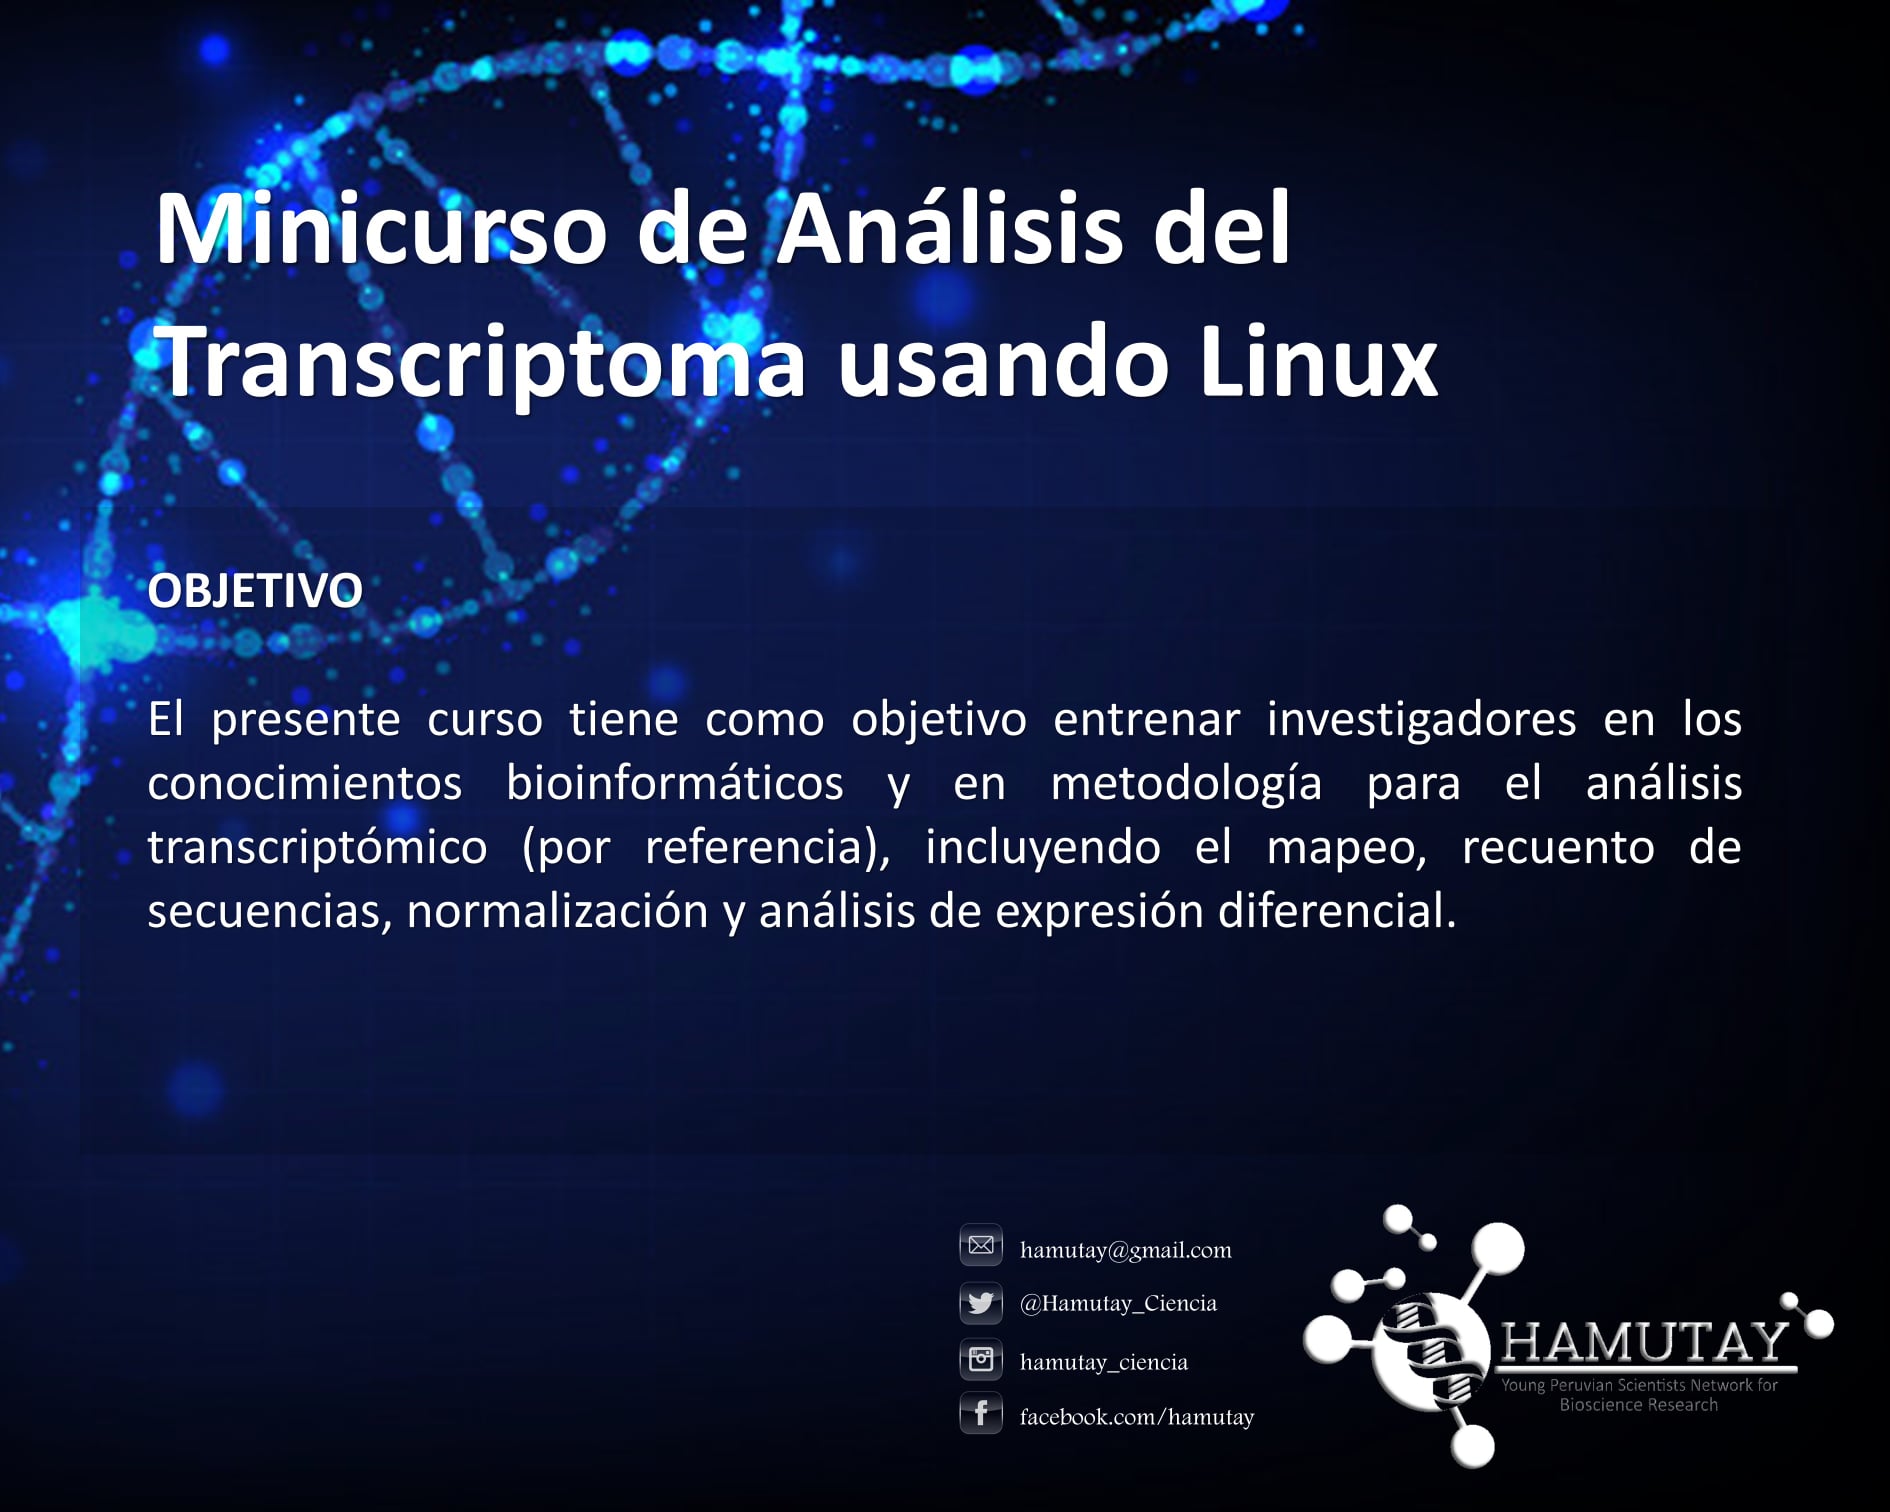 Minicurso de Análisis del
Transcriptoma usando Linux
OBJETIVO
El presente curso tiene como objetivo entrenar investigadores en los
conocimientos bioinformáticos y en metodología para el análisis
transcriptómico (por referencia), incluyendo el mapeo, recuento de
secuencias, normalización y análisis de expresión diferencial.
hamutay@gmail.com
@Hamutay_Ciencia
hamutay_ciencia
facebook.com/hamutay
HAMUTAY
Young Peruvian Scientists Network for
Bioscience Research